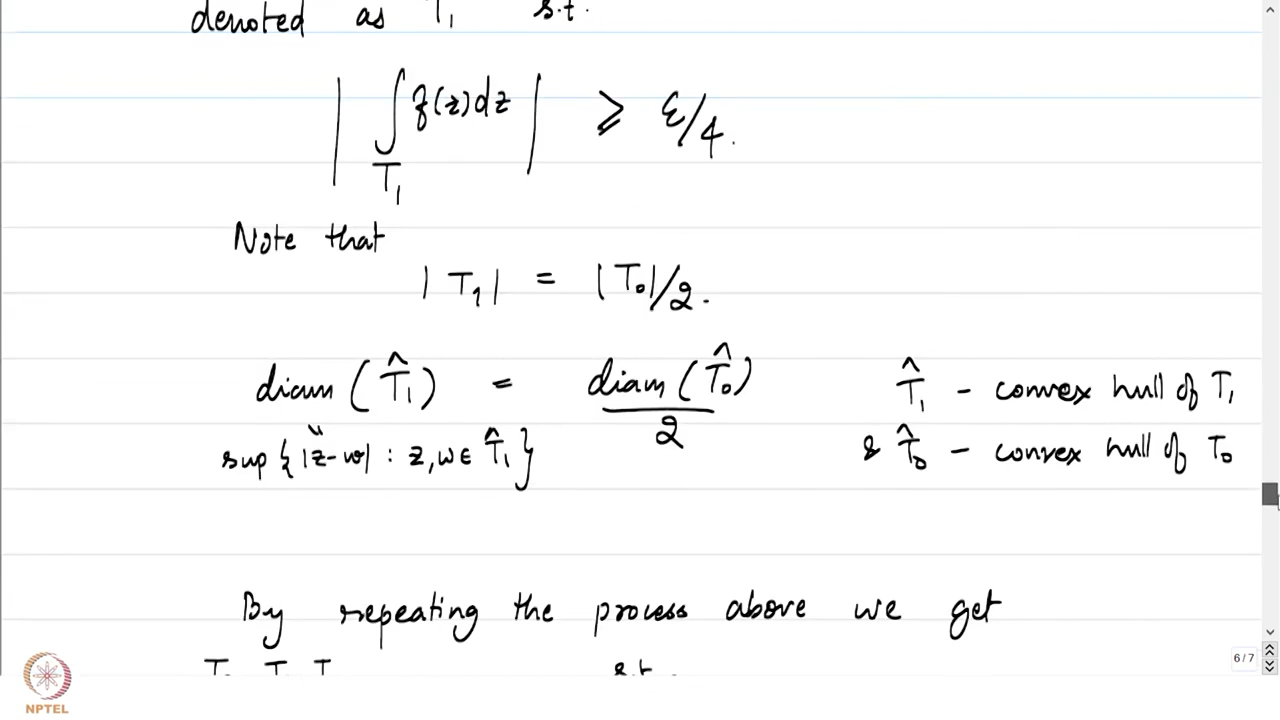 denoted as T₁ s.t.
| ∫_{T₁} f(z)dz | ⩾ ε/4.
Note that
|T₁| = |T₀|/2.
diam (T̂₁) = diam (T̂₀)/2 T̂₁ - convex hull of T₁
sup {|z-w| : z,w ∈ T̂₁} & T̂₀ - convex hull of T₀
By repeating the process above we get
s.t.
6/7
NPTEL